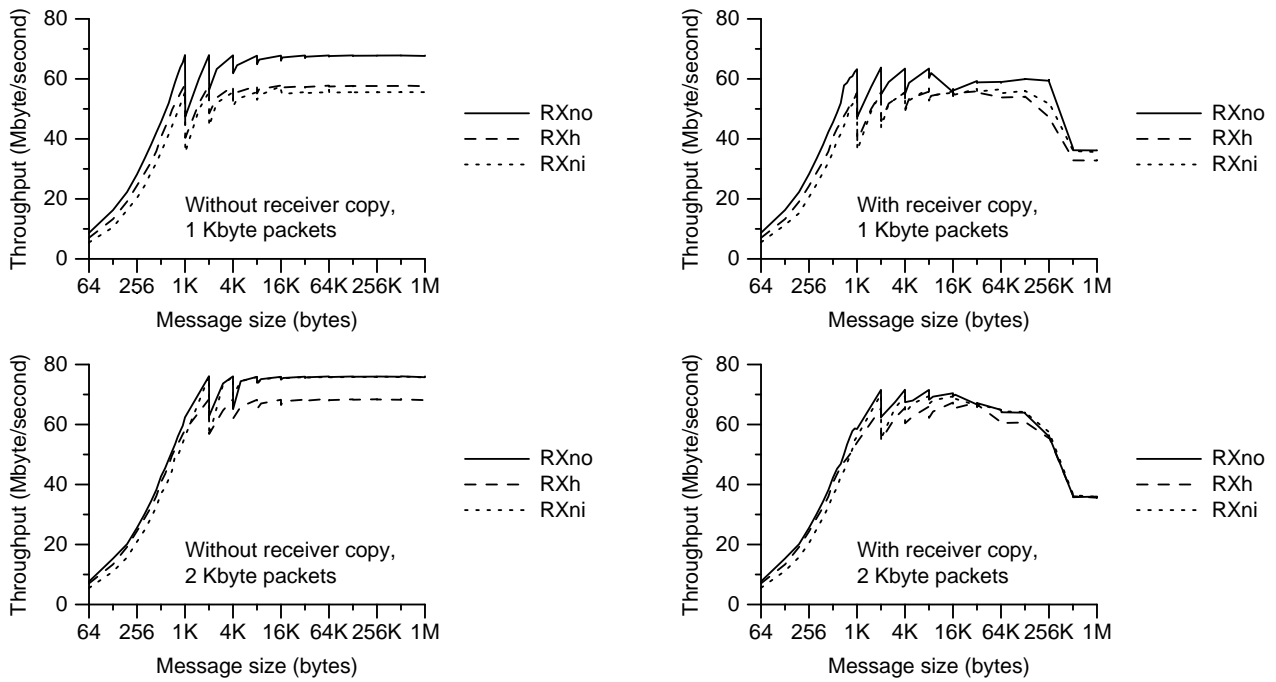 80
60
40
20
0
Throughput (Mbyte/second)
64 256 1K 4K 16K 64K 256K 1M
Message size (bytes)
Without receiver copy,
1 Kbyte packets
RXno
RXh
RXni
80
60
40
20
0
Throughput (Mbyte/second)
64 256 1K 4K 16K 64K 256K 1M
Message size (bytes)
With receiver copy,
1 Kbyte packets
RXno
RXh
RXni
80
60
40
20
0
Throughput (Mbyte/second)
64 256 1K 4K 16K 64K 256K 1M
Message size (bytes)
Without receiver copy,
2 Kbyte packets
RXno
RXh
RXni
80
60
40
20
0
Throughput (Mbyte/second)
64 256 1K 4K 16K 64K 256K 1M
Message size (bytes)
With receiver copy,
2 Kbyte packets
RXno
RXh
RXni